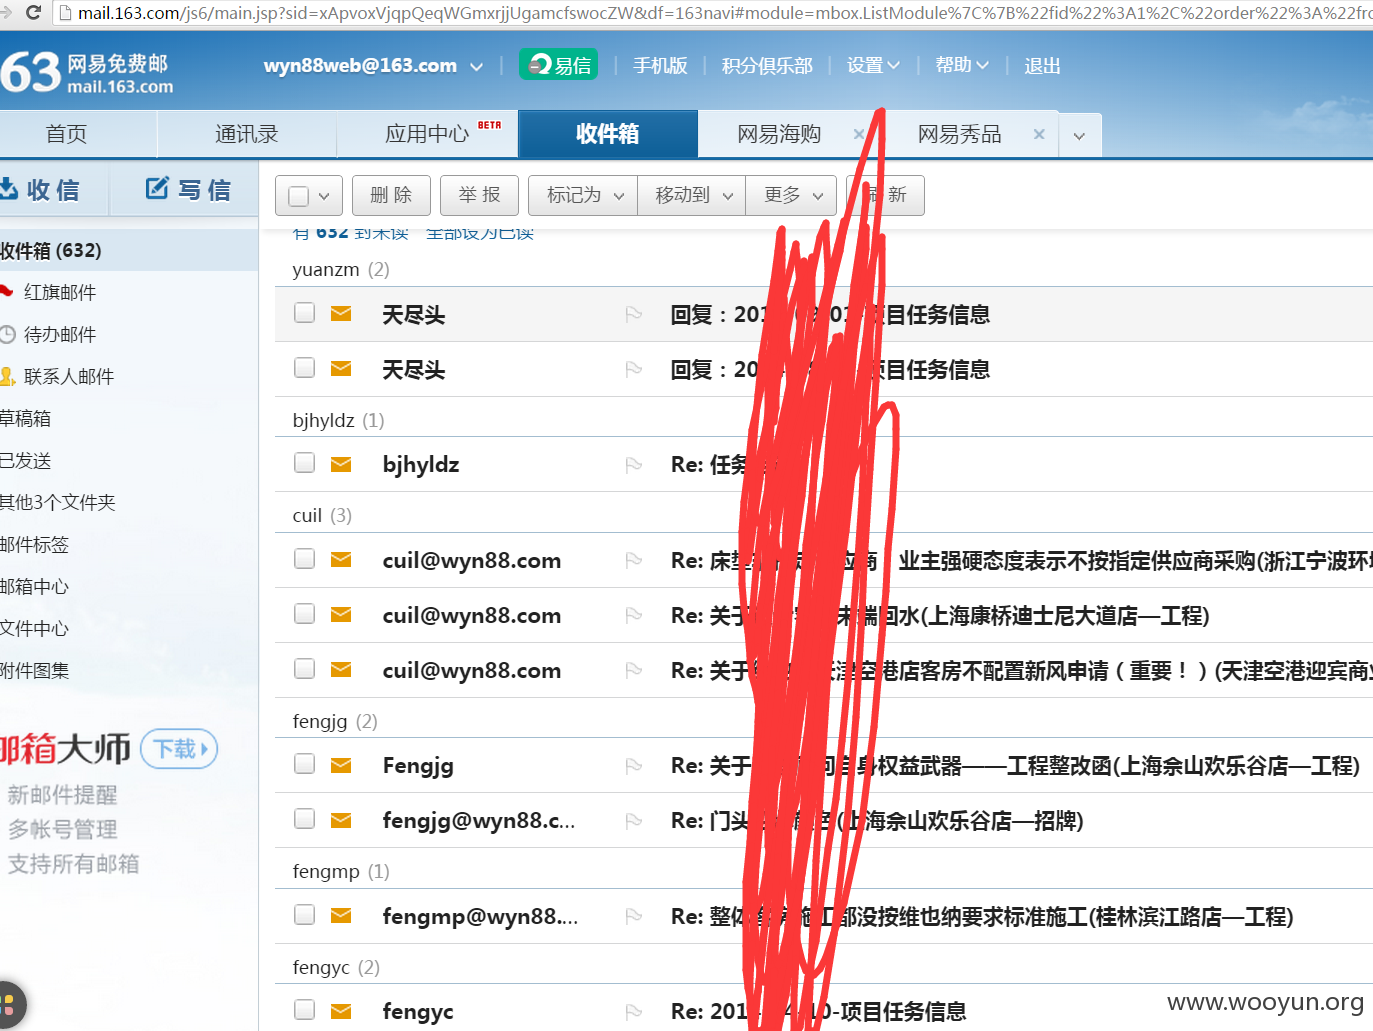 mail.163.com/js6/main.jsp?sid=xApvoxVjqpQeqWGmxrjjUgamcfswocZW&df=163navi#module=mbox.ListModule%7C%7B%22fid%22%3A1%2C%22order%22%3A%22fro
63 网易免费邮
mail.163.com
wyn88web@163.com 易信 手机版 积分俱乐部 设置 帮助 退出
首页 通讯录 应用中心 BETA 收件箱 网易海购 网易秀品
收信 写信 删除 举报 标记为 移动到 更多 刷新
有 632 封未读 全部设为已读
收件箱 (632)
红旗邮件
待办邮件
联系人邮件
草稿箱
已发送
其他3个文件夹
邮件标签
邮箱中心
文件中心
附件图集
邮箱大师 下载
新邮件提醒
多帐号管理
支持所有邮箱
yuanzm (2)
天尽头 回复：201 01 项目任务信息
天尽头 回复：20 项目任务信息
bjhyldz (1)
bjhyldz Re: 任务
cuil (3)
cuil@wyn88.com Re: 床垫 应商 业主强硬态度表示不按指定供应商采购(浙江宁波环城
cuil@wyn88.com Re: 关于 末端回水(上海康桥迪士尼大道店—工程)
cuil@wyn88.com Re: 关于 天津空港店客房不配置新风申请（重要！）(天津空港迎宾商业
fengjg (2)
Fengjg Re: 关于 自身权益武器——工程整改函(上海佘山欢乐谷店—工程)
fengjg@wyn88.c... Re: 门头 (上海佘山欢乐谷店—招牌)
fengmp (1)
fengmp@wyn88.... Re: 整体 施工都没按维也纳要求标准施工(桂林滨江路店—工程)
fengyc (2)
fengyc Re: 201 10-项目任务信息
www.wooyun.org